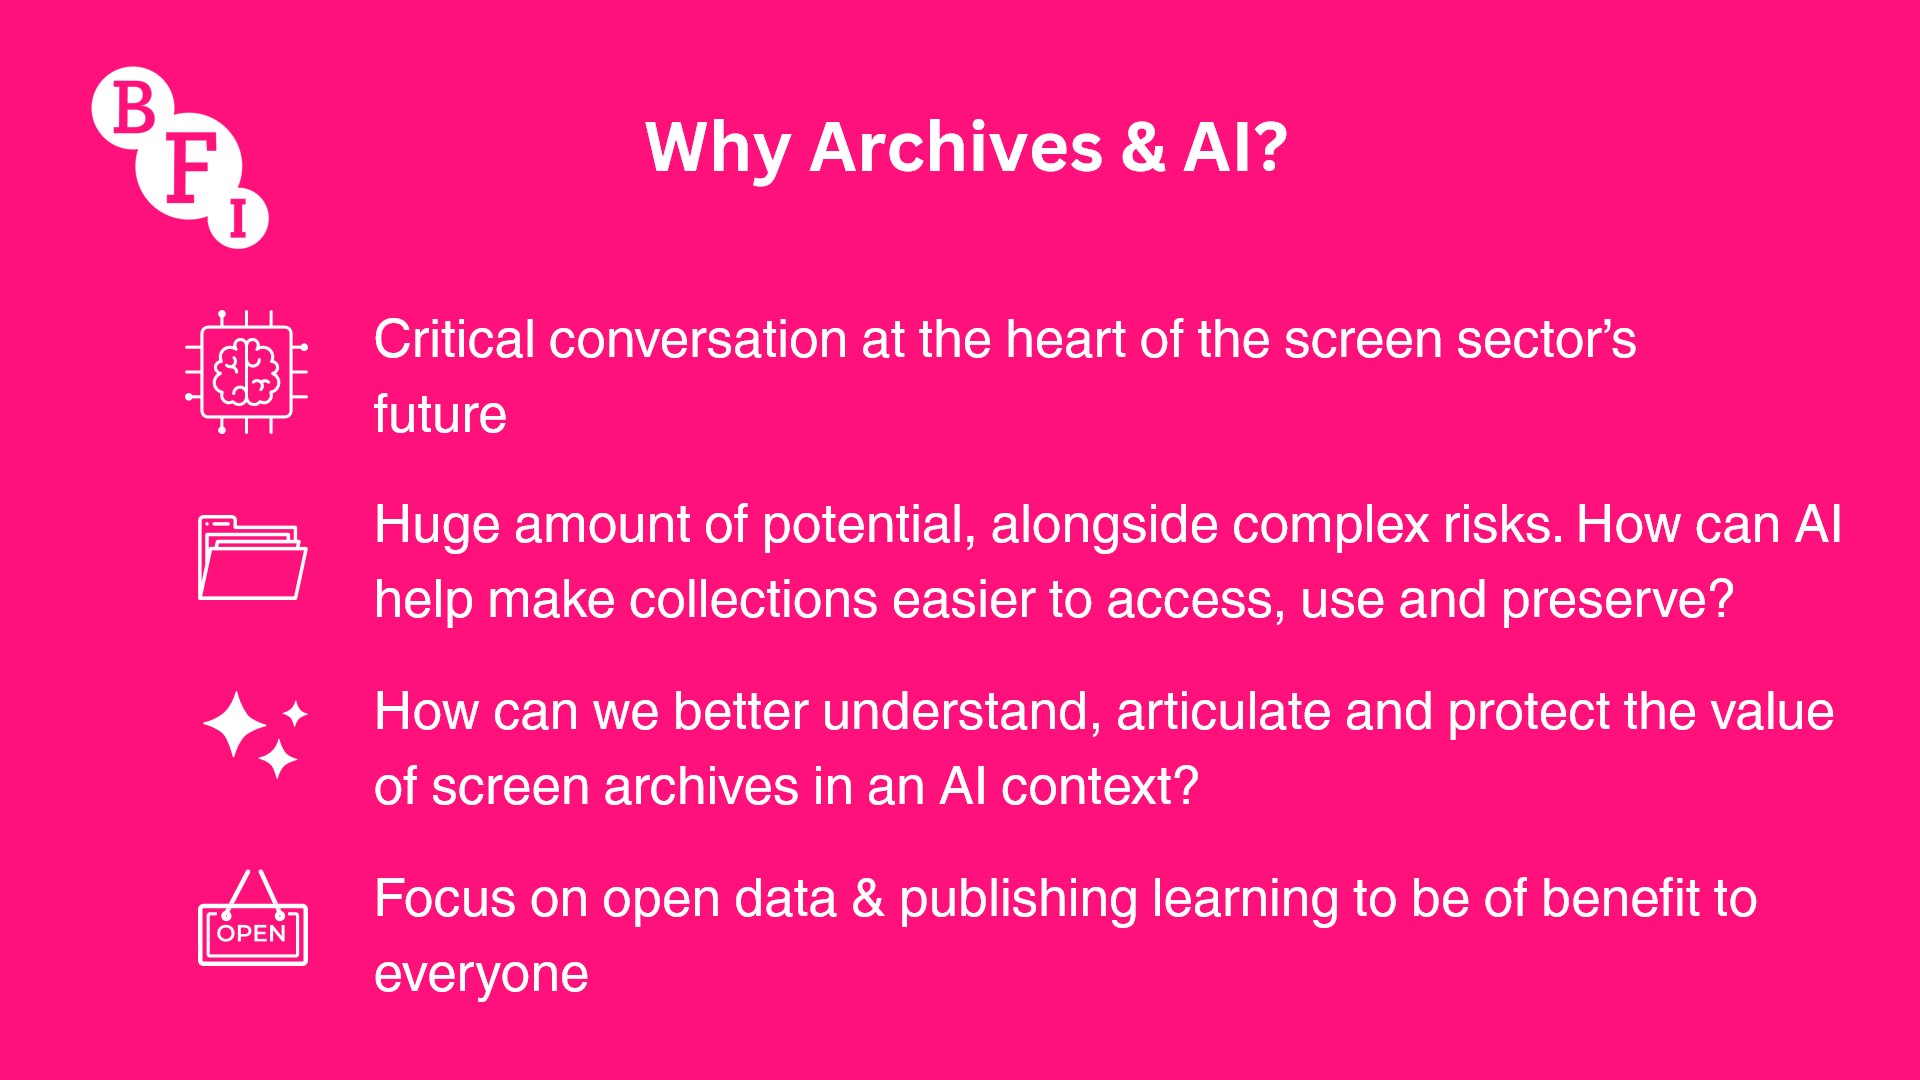 BFI
Why Archives & AI?
Critical conversation at the heart of the screen sector’s
future
Huge amount of potential, alongside complex risks. How can AI
help make collections easier to access, use and preserve?
How can we better understand, articulate and protect the value
of screen archives in an AI context?
OPEN
Focus on open data & publishing learning to be of benefit to
everyone